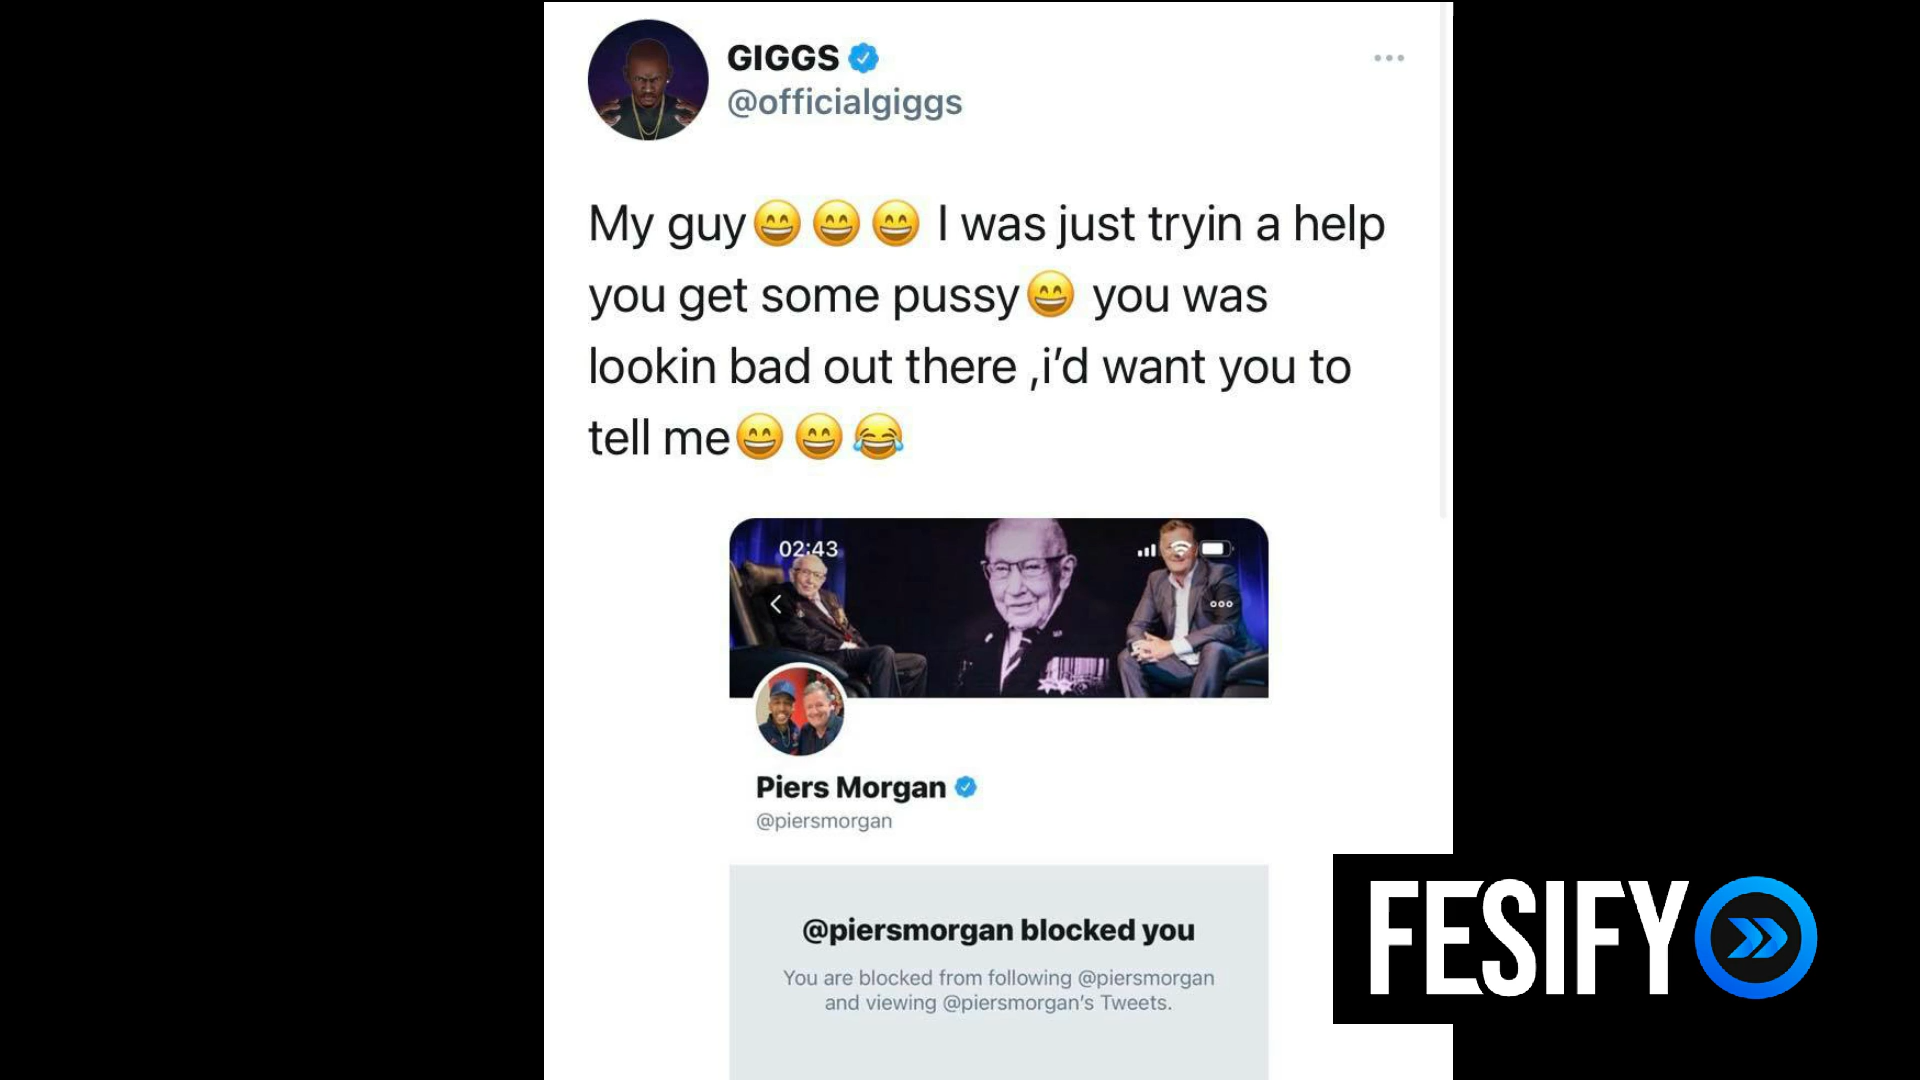 GIGGS
@officialgiggs
My guy😄😄😄 I was just tryin a help
you get some pussy😄 you was
lookin bad out there ,i’d want you to
tell me😄😄😂
02:43
Piers Morgan
@piersmorgan
@piersmorgan blocked you
You are blocked from following @piersmorgan
and viewing @piersmorgan’s Tweets.
FESIFY